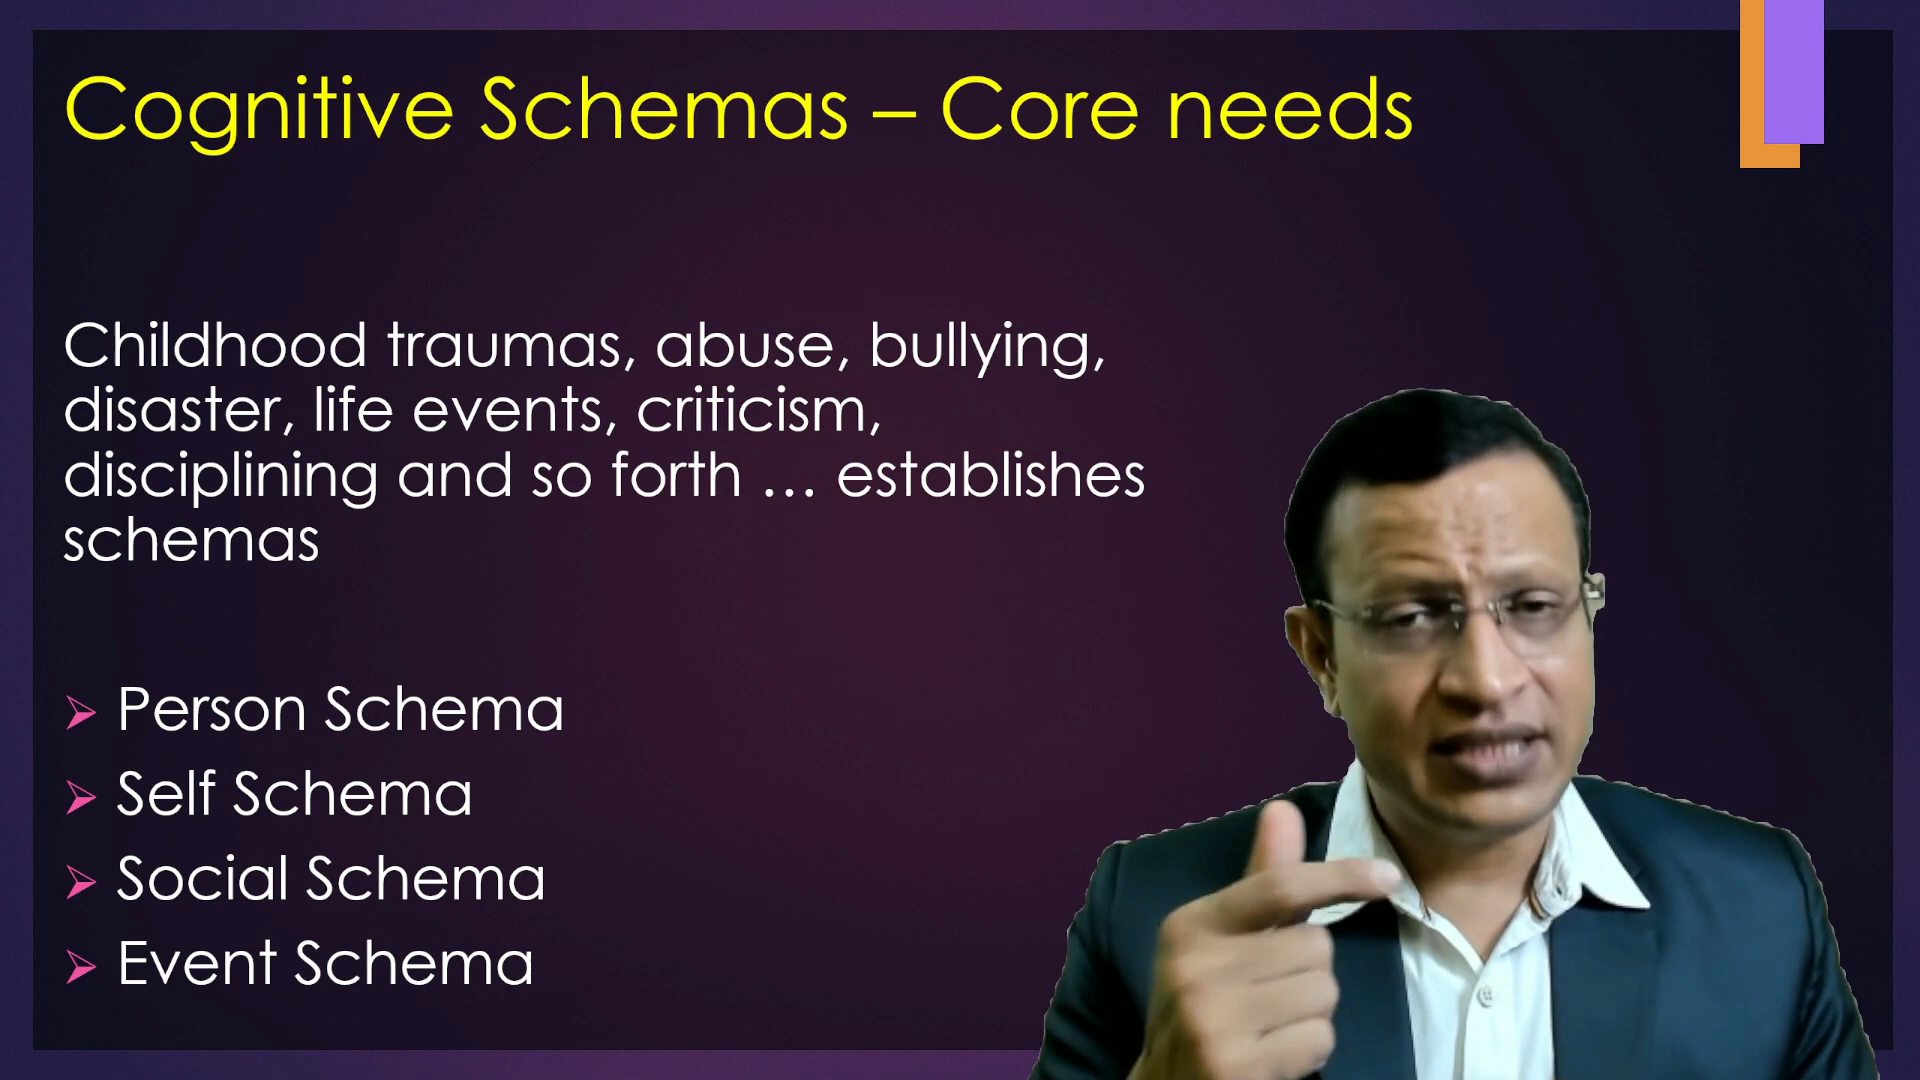 Cognitive Schemas – Core needs
Childhood traumas, abuse, bullying,
disaster, life events, criticism,
disciplining and so forth … establishes
schemas
Person Schema
Self Schema
Social Schema
Event Schema